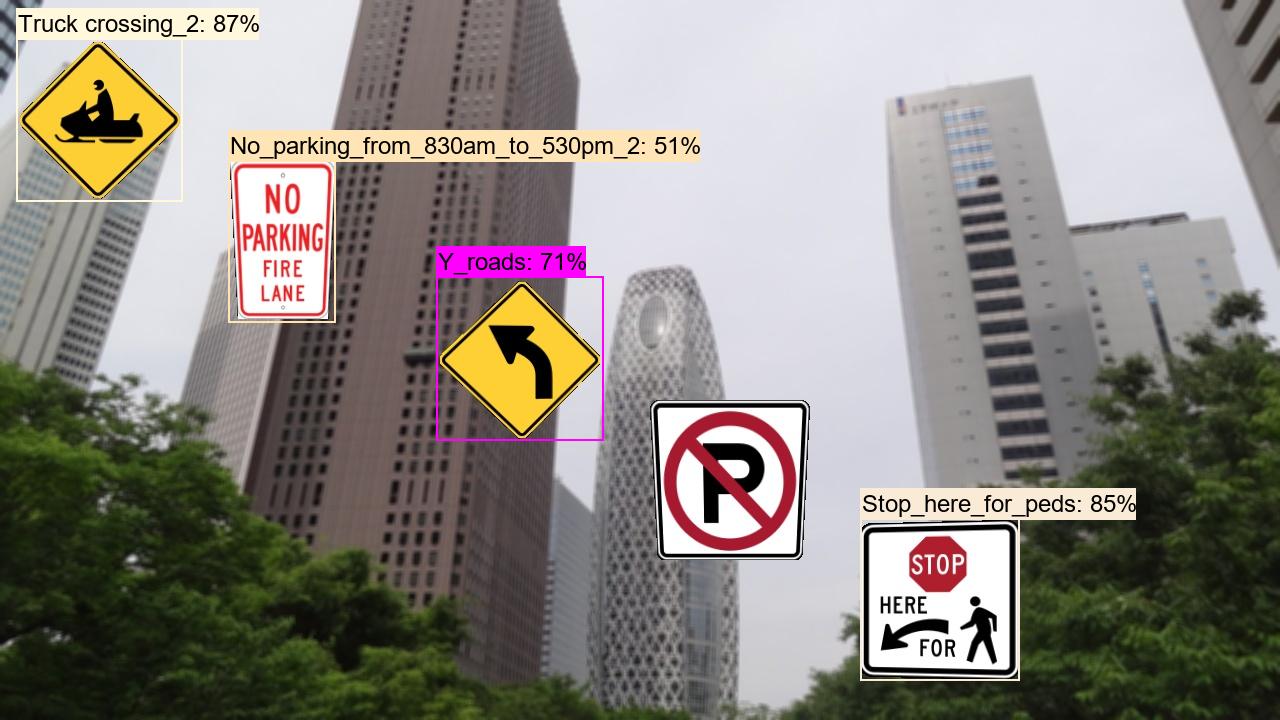 Truck crossing_2: 87%
No_parking_from_830am_to_530pm_2: 51%
NO
PARKING
FIRE
LANE
Y_roads: 71%
P
Stop_here_for_peds: 85%
STOP
HERE
FOR